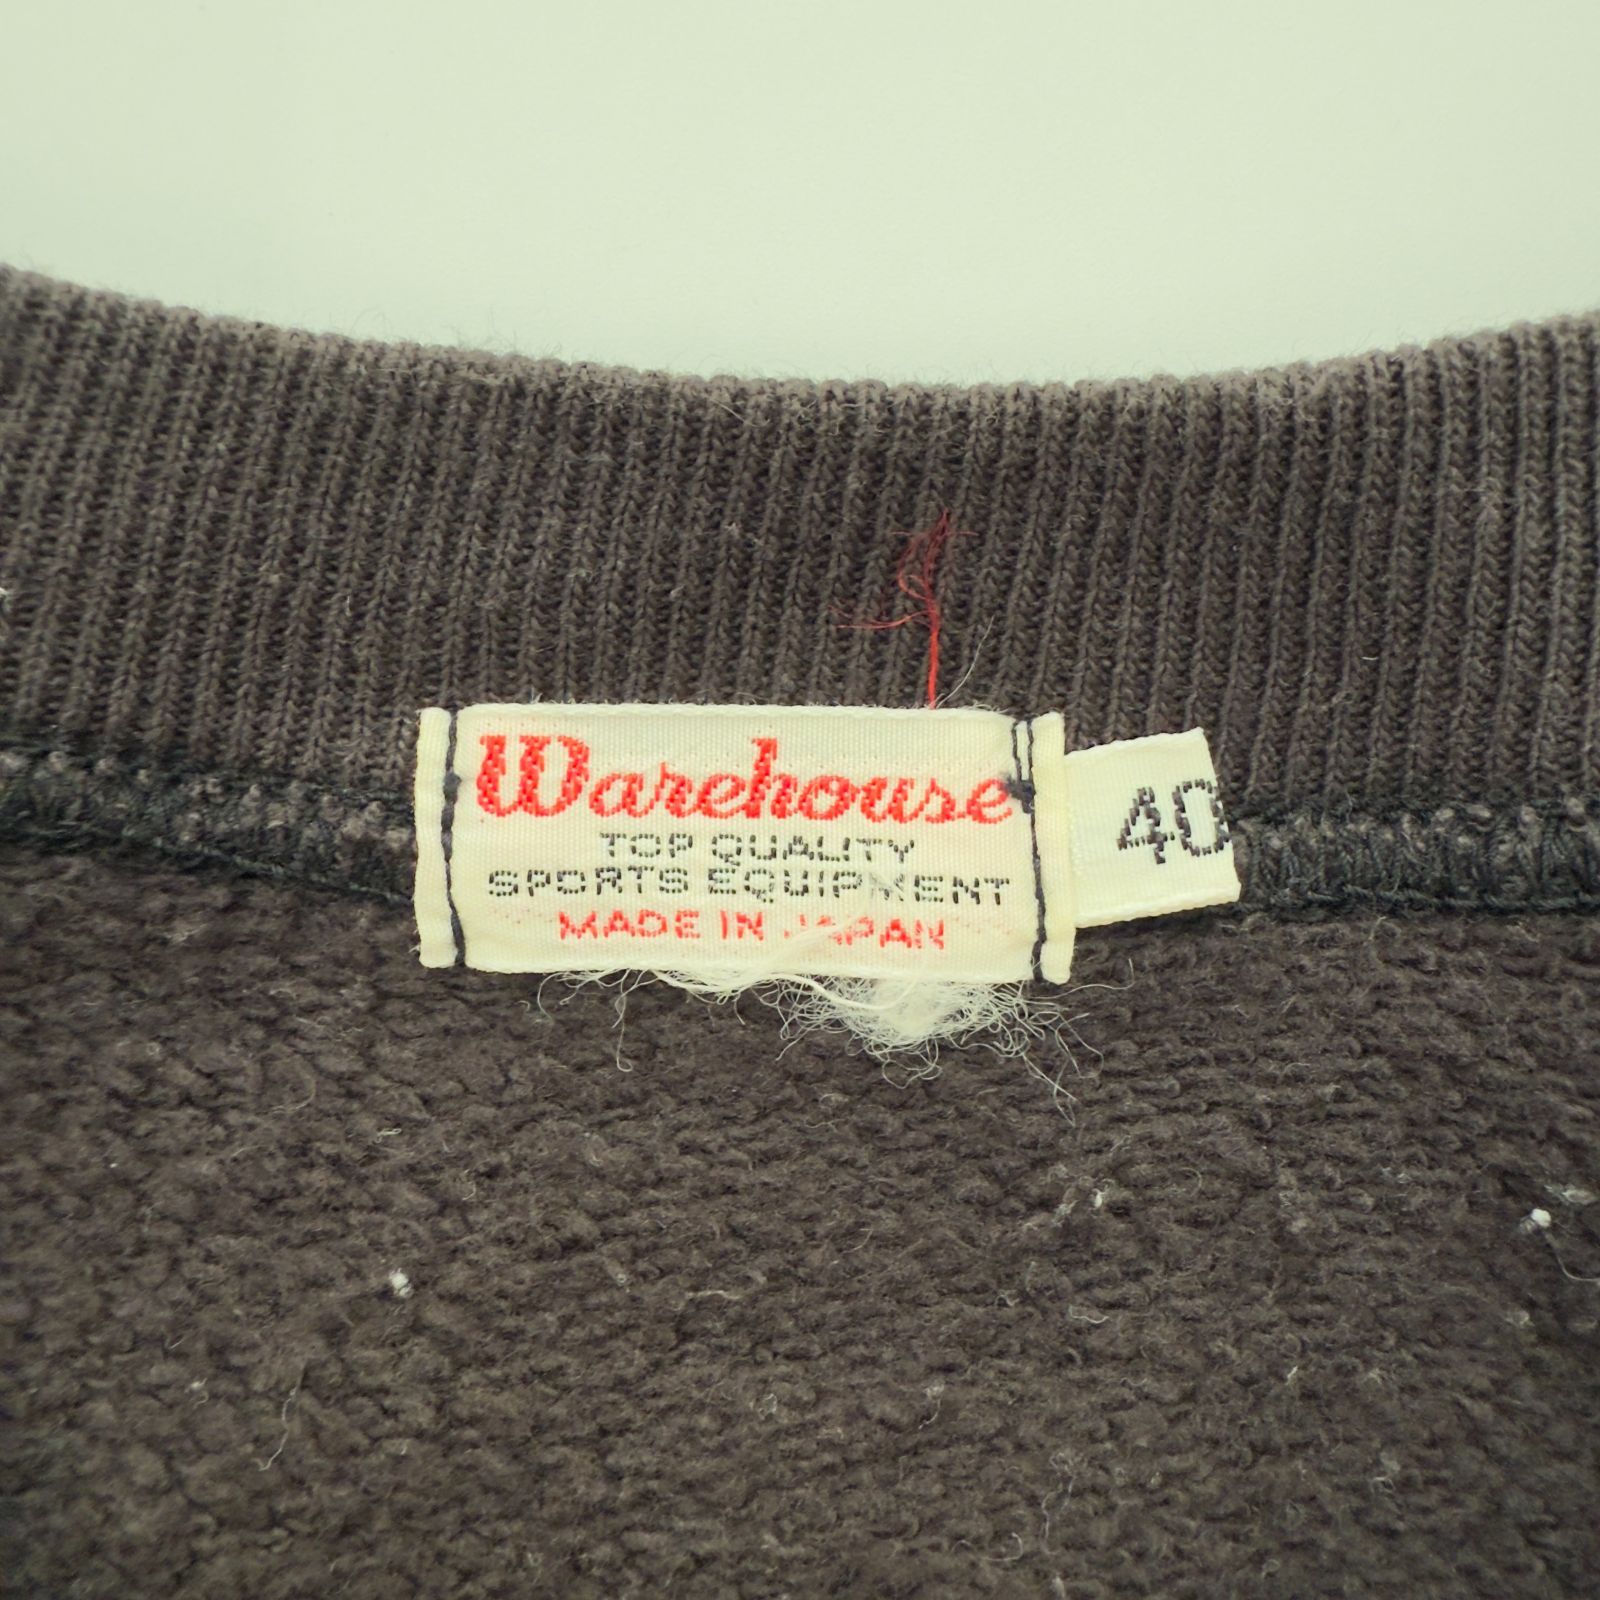 Warehouse
TOP QUALITY
SPORTS EQUIPMENT
MADE IN JAPAN
40